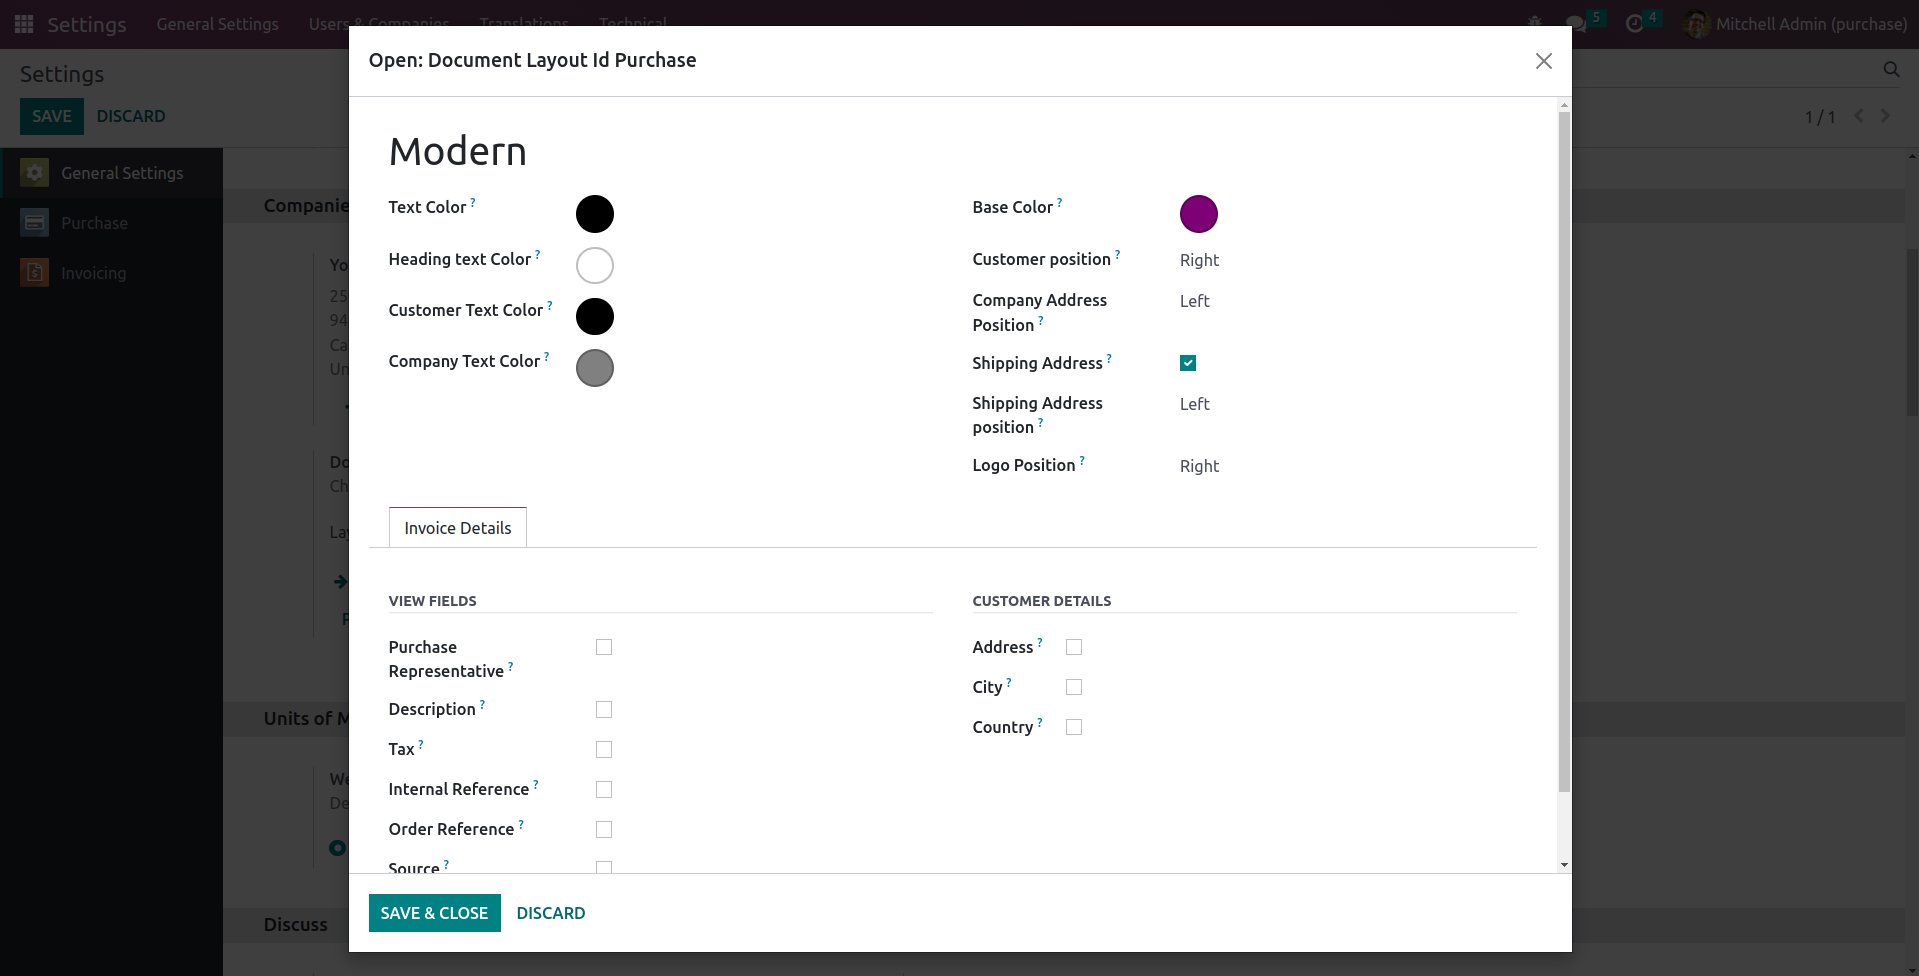 Settings
General Settings
Users & Companies
Translations
Technical
5
4
Mitchell Admin (purchase)
Settings
SAVE
DISCARD
1 / 1
General Settings
Purchase
Invoicing
Companie
Yo
25
94
Ca
Un
Do
Ch
Lay
Units of M
We
De
Discuss
Open: Document Layout Id Purchase
Modern
Text Color ?
Heading text Color ?
Customer Text Color ?
Company Text Color ?
Base Color ?
Customer position ?
Right
Company Address
Position ?
Left
Shipping Address ?
Shipping Address
position ?
Left
Logo Position ?
Right
Invoice Details
VIEW FIELDS
Purchase
Representative ?
Description ?
Tax ?
Internal Reference ?
Order Reference ?
Source ?
CUSTOMER DETAILS
Address ?
City ?
Country ?
SAVE & CLOSE
DISCARD